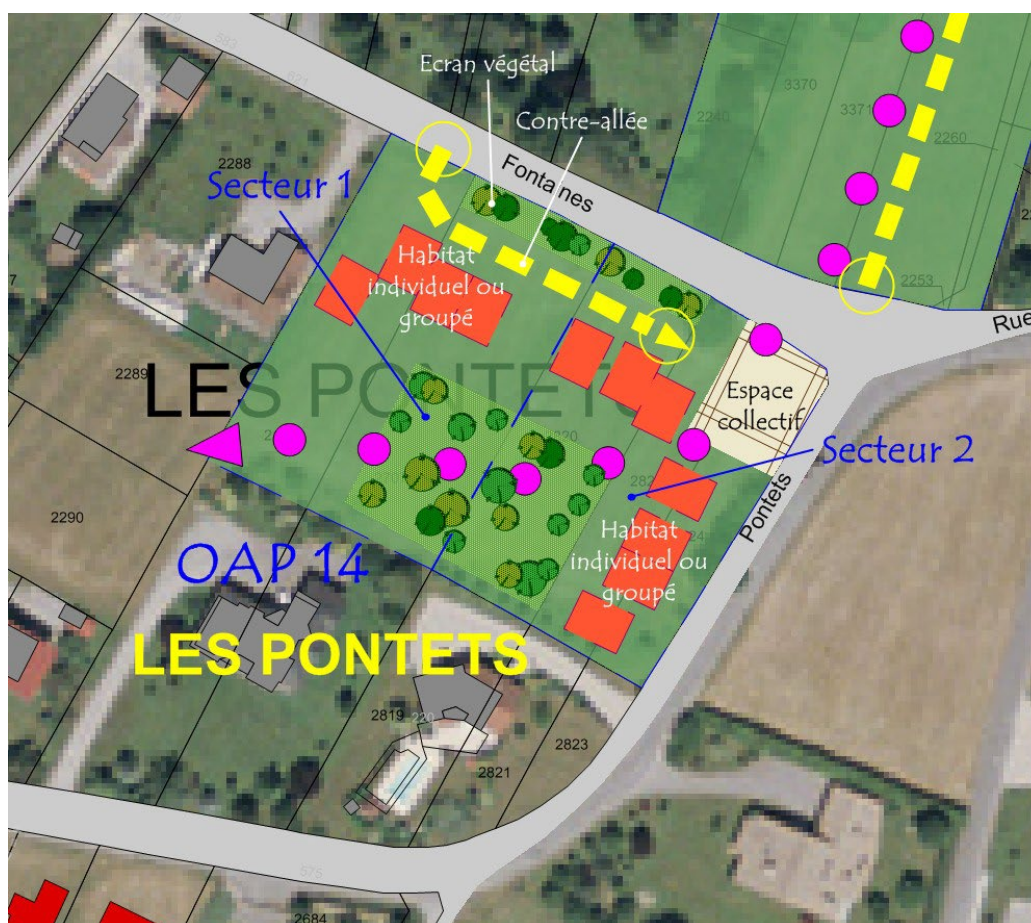 Ecran végétal
Contre-allée
Secteur 1
Fontaines
Rue
Habitat
individuel ou
groupé
LES PONTETS
Espace
collectif
Secteur 2
Pontets
Habitat
individuel ou
groupé
OAP 14
LES PONTETS
2288
2289
2290
3370
3371
2260
2240
2253
2819
220
2821
2823
2684
675